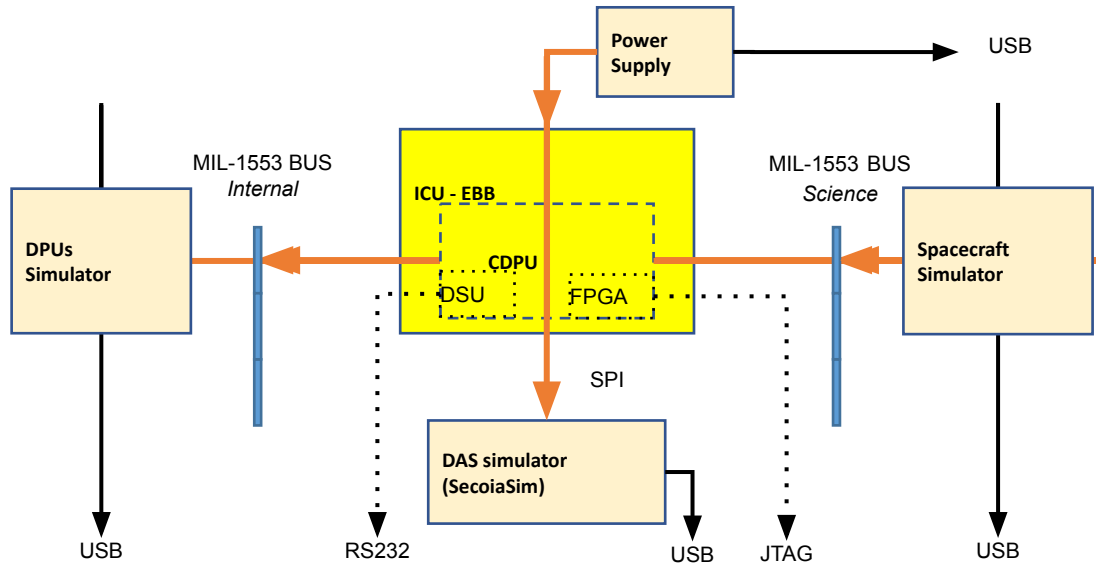 Power
Supply
USB
MIL-1553 BUS
Internal
MIL-1553 BUS
Science
ICU - EBB
DPUs
Simulator
CDPU
Spacecraft
Simulator
DSU
FPGA
SPI
DAS simulator
(SecoiaSim)
USB
RS232
USB
JTAG
USB